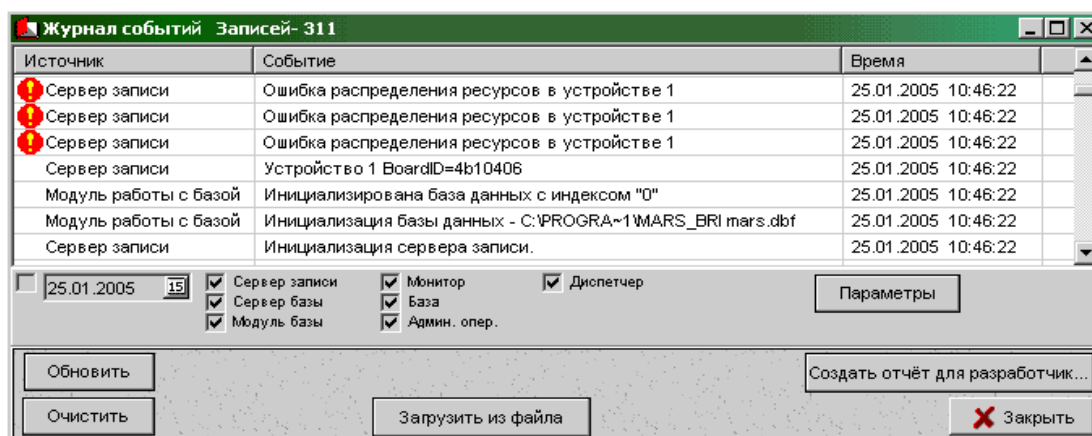 Журнал событий Записей- 311
Источник Событие Время
Сервер записи Ошибка распределения ресурсов в устройстве 1 25.01.2005 10:46:22
Сервер записи Ошибка распределения ресурсов в устройстве 1 25.01.2005 10:46:22
Сервер записи Ошибка распределения ресурсов в устройстве 1 25.01.2005 10:46:22
Сервер записи Устройство 1 BoardID=4b10406 25.01.2005 10:46:22
Модуль работы с базой Инициализирована база данных с индексом "0" 25.01.2005 10:46:22
Модуль работы с базой Инициализация базы данных - C:\PROGRA~1\MARS_BRI mars.dbf 25.01.2005 10:46:22
Сервер записи Инициализация сервера записи. 25.01.2005 10:46:22
25.01.2005 15 Сервер записи Монитор Диспетчер
Сервер базы База
Модуль базы Админ. опер.
Параметры
Обновить Создать отчёт для разработчик...
Очистить Загрузить из файла Закрыть